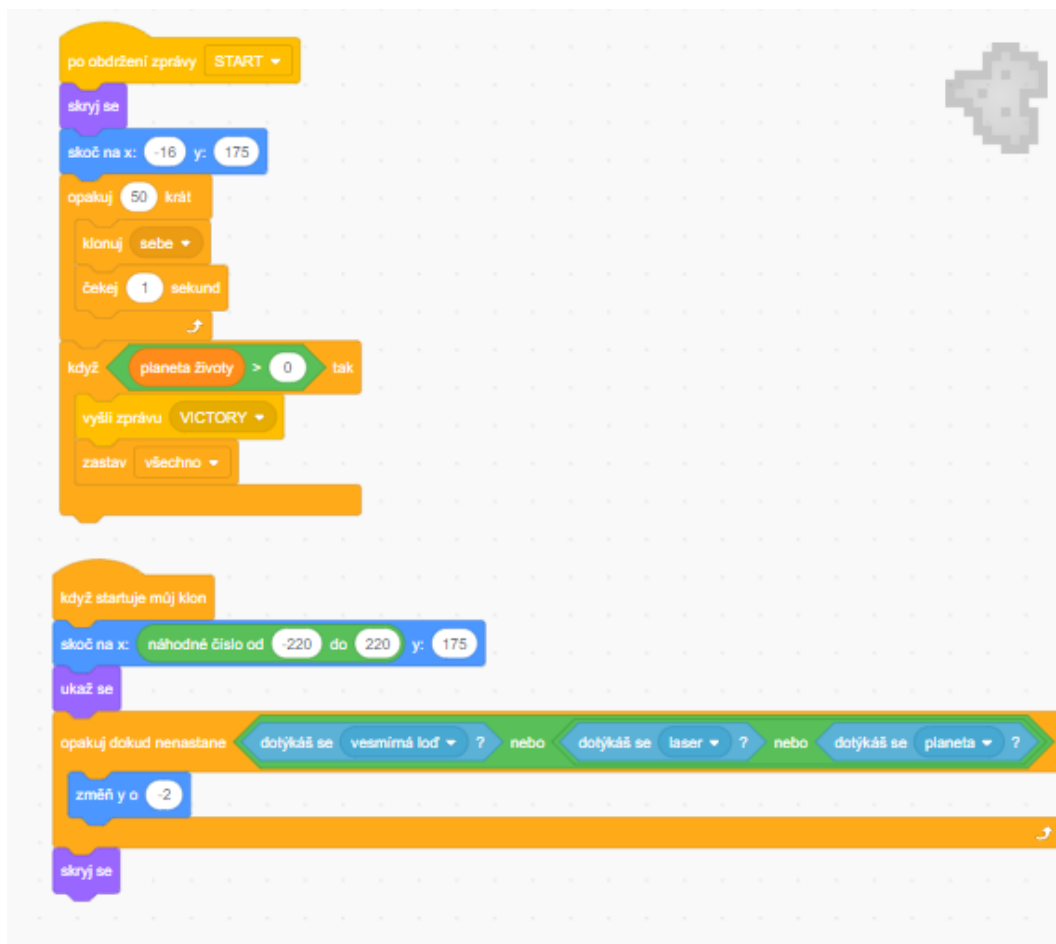 po obdržení zprávy START
skryj se
skoč na x: -16 y: 175
opakuj 50 krát
klonuj sebe
čekej 1 sekund
když planeta životy > 0 tak
vyšli zprávu VICTORY
zastav všechno
když startuje můj klon
skoč na x: náhodné číslo od -220 do 220 y: 175
ukaž se
opakuj dokud nenastane dotýkáš se vesmírná loď ? nebo dotýkáš se laser ? nebo dotýkáš se planeta ?
změň y o -2
skryj se